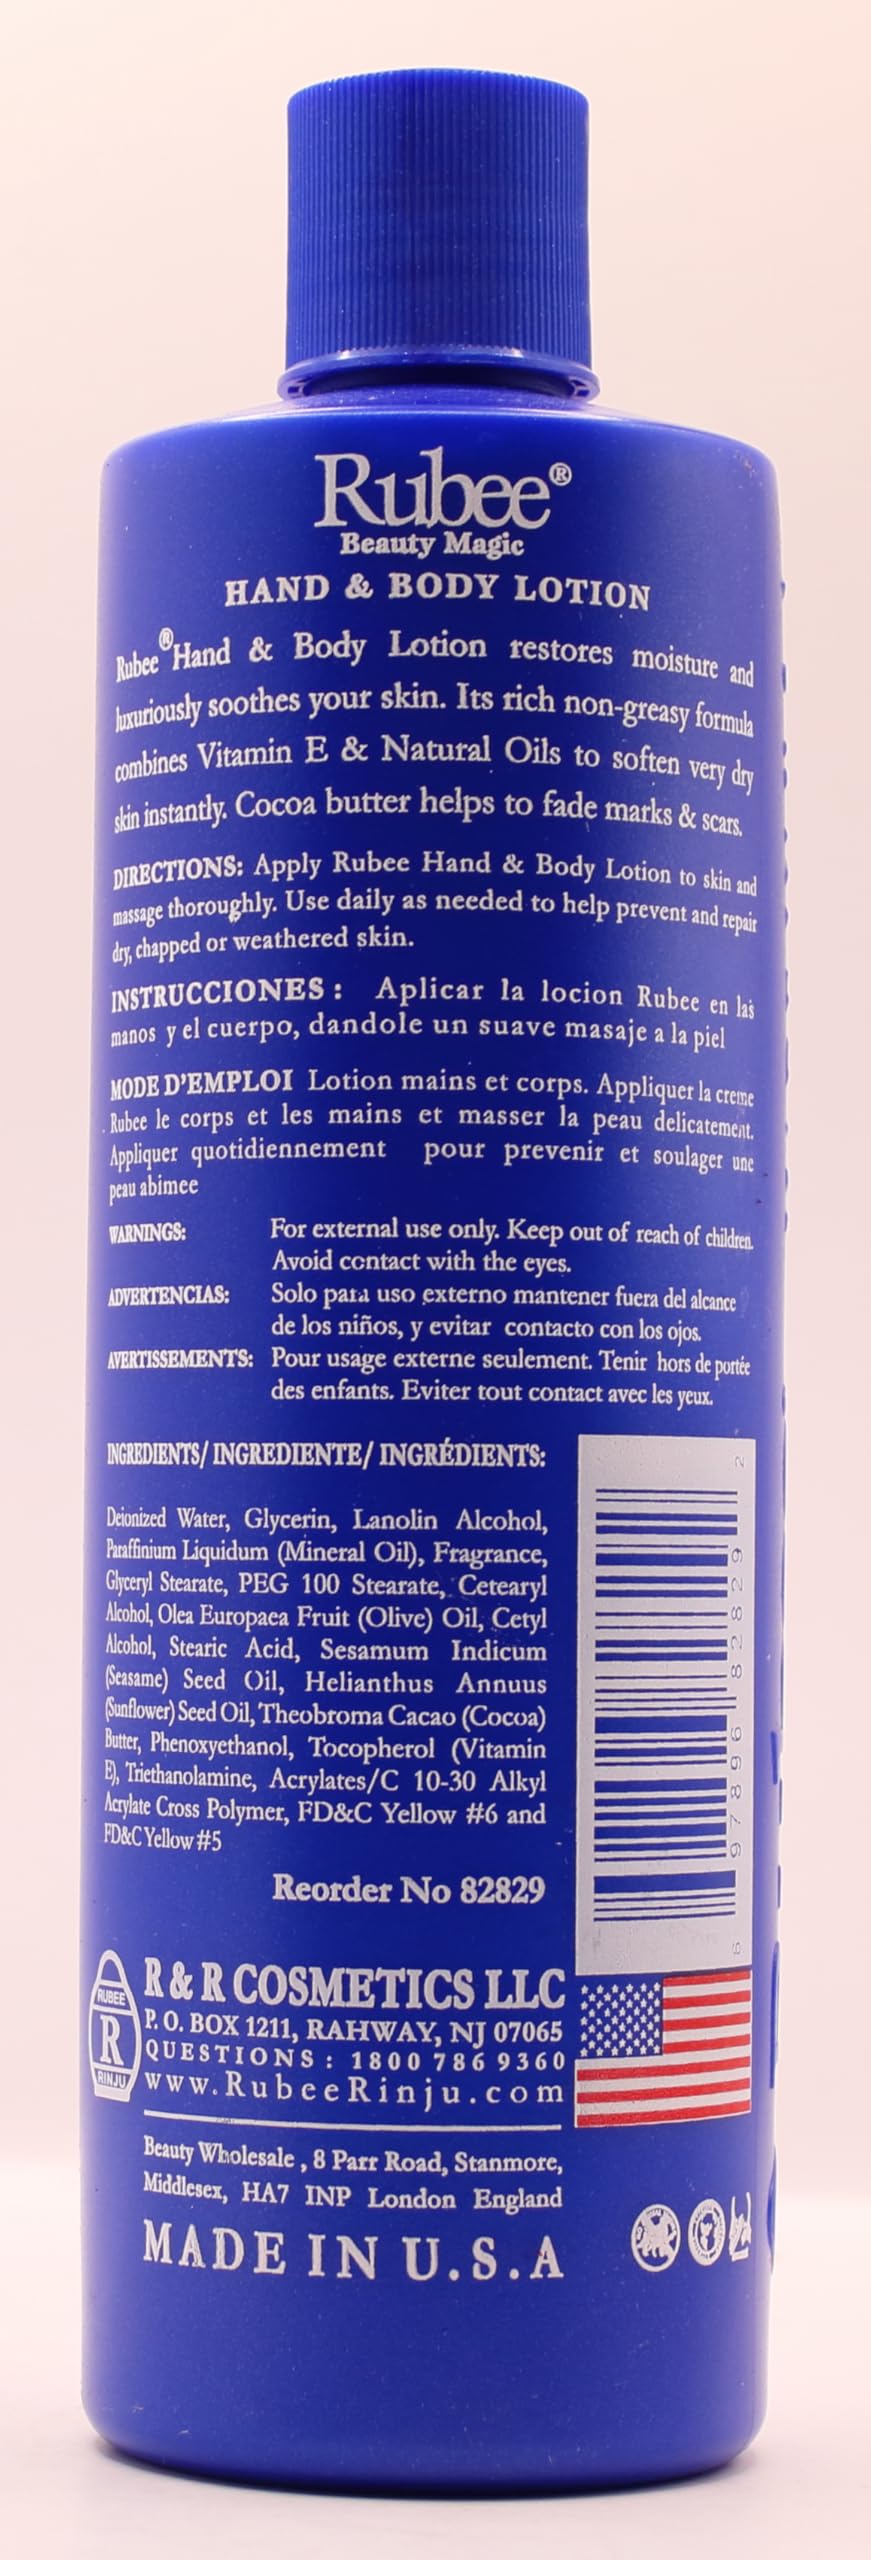 Rubee®
Beauty Magic
HAND & BODY LOTION
Rubee® Hand & Body Lotion restores moisture and
luxuriously soothes your skin. Its rich non-greasy formula
combines Vitamin E & Natural Oils to soften very dry
skin instantly. Cocoa butter helps to fade marks & scars.
DIRECTIONS: Apply Rubee Hand & Body Lotion to skin and
massage thoroughly. Use daily as needed to help prevent and repair
dry, chapped or weathered skin.
INSTRUCCIONES : Aplicar la locion Rubee en las
manos y el cuerpo, dandole un suave masaje a la piel
MODE D'EMPLOI Lotion mains et corps. Appliquer la creme
Rubee le corps et les mains et masser la peau delicatement.
Appliquer quotidiennement pour prevenir et soulager une
peau abimee
WARNINGS: For external use only. Keep out of reach of children.
Avoid contact with the eyes.
ADVERTENCIAS: Solo para uso externo mantener fuera del alcance
de los niños, y evitar contacto con los ojos.
AVERTISSEMENTS: Pour usage externe seulement. Tenir hors de portée
des enfants. Eviter tout contact avec les yeux.
INGREDIENTS/ INGREDIENTE/ INGRÉDIENTS:
Deionized Water, Glycerin, Lanolin Alcohol,
Paraffinium Liquidum (Mineral Oil), Fragrance,
Glyceryl Stearate, PEG 100 Stearate, Cetearyl
Alcohol, Olea Europaea Fruit (Olive) Oil, Cetyl
Alcohol, Stearic Acid, Sesamum Indicum
(Seasame) Seed Oil, Helianthus Annuus
(Sunflower) Seed Oil, Theobroma Cacao (Cocoa)
Butter, Phenoxyethanol, Tocopherol (Vitamin
E), Triethanolamine, Acrylates/C 10-30 Alkyl
Acrylate Cross Polymer, FD&C Yellow #6 and
FD&C Yellow #5
Reorder No 82829
6 97896 82829 2
RUBEE
R
RINJU
R & R COSMETICS LLC
P. O. BOX 1211, RAHWAY, NJ 07065
QUESTIONS : 1800 786 9360
www.RubeeRinju.com
Beauty Wholesale , 8 Parr Road, Stanmore,
Middlesex, HA7 1NP London England
MADE IN U.S.A